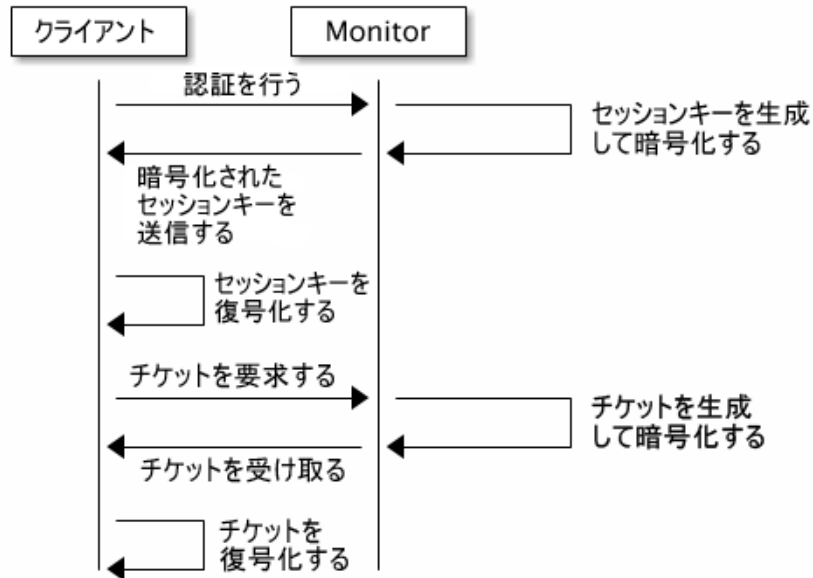 クライアント
Monitor
認証を行う
セッションキーを生成
して暗号化する
暗号化された
セッションキーを
送信する
セッションキーを
復号化する
チケットを要求する
チケットを生成
して暗号化する
チケットを受け取る
チケットを
復号化する